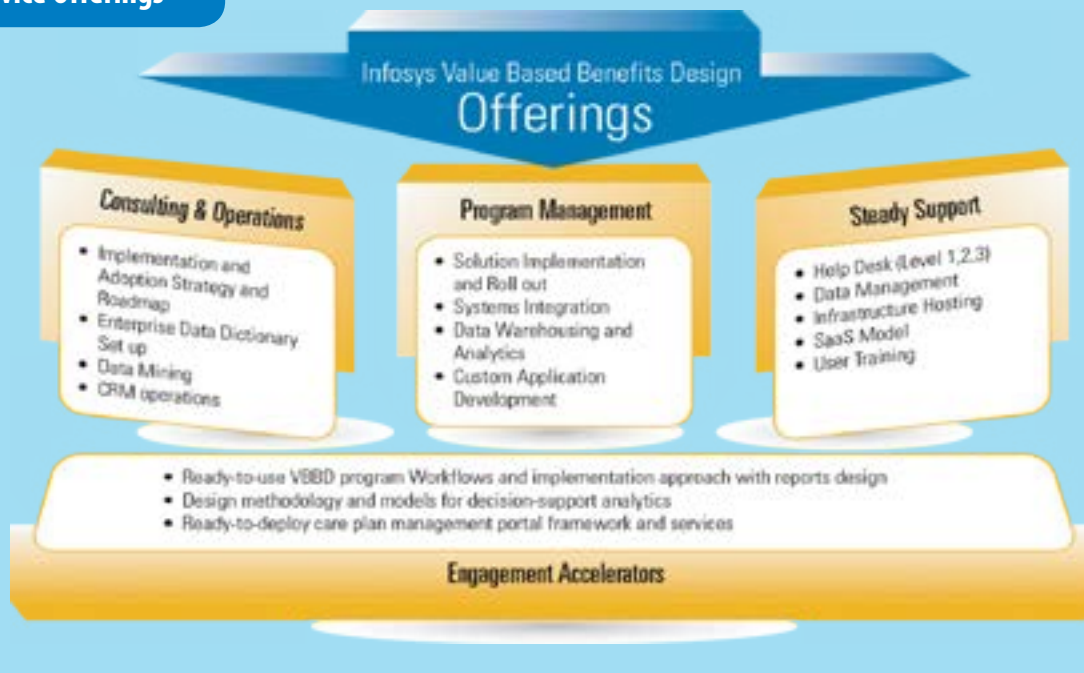 offerings
Infosys Value Based Benefits Design
Offerings
Consulting & Operations
• Implementation and
Adoption Strategy and
Roadmap
• Enterprise Data Dictionary
Set up
• Data Mining
• CRM operations
Program Management
• Solution Implementation
and Roll out
• Systems Integration
• Data Warehousing and
Analytics
• Custom Application
Development
Steady Support
• Help Desk (Level 1,2,3)
• Data Management
• Infrastructure Hosting
• SaaS Model
• User Training
• Ready-to-use VBBD program Workflows and implementation approach with reports design
• Design methodology and models for decision-support analytics
• Ready-to-deploy care plan management portal framework and services
Engagement Accelerators